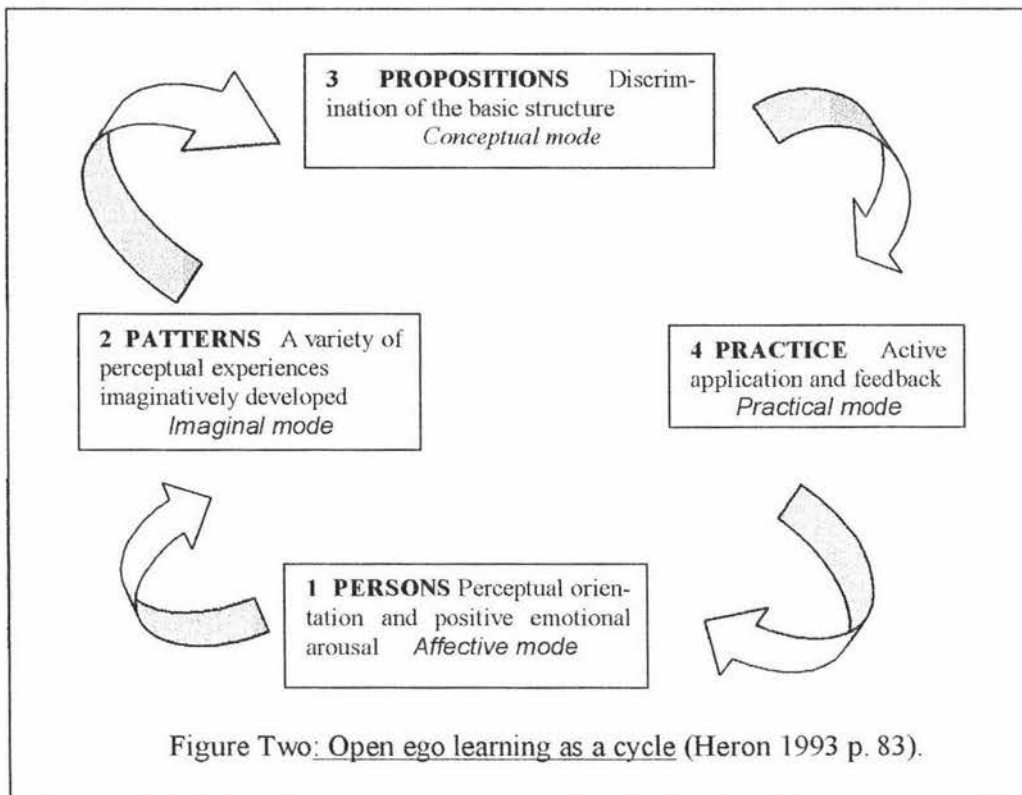 3 PROPOSITIONS Discrim-
ination of the basic structure
Conceptual mode
2 PATTERNS A variety of
perceptual experiences
imaginatively developed
Imaginal mode
4 PRACTICE Active
application and feedback
Practical mode
1 PERSONS Perceptual orien-
tation and positive emotional
arousal Affective mode
Figure Two: Open ego learning as a cycle (Heron 1993 p. 83).